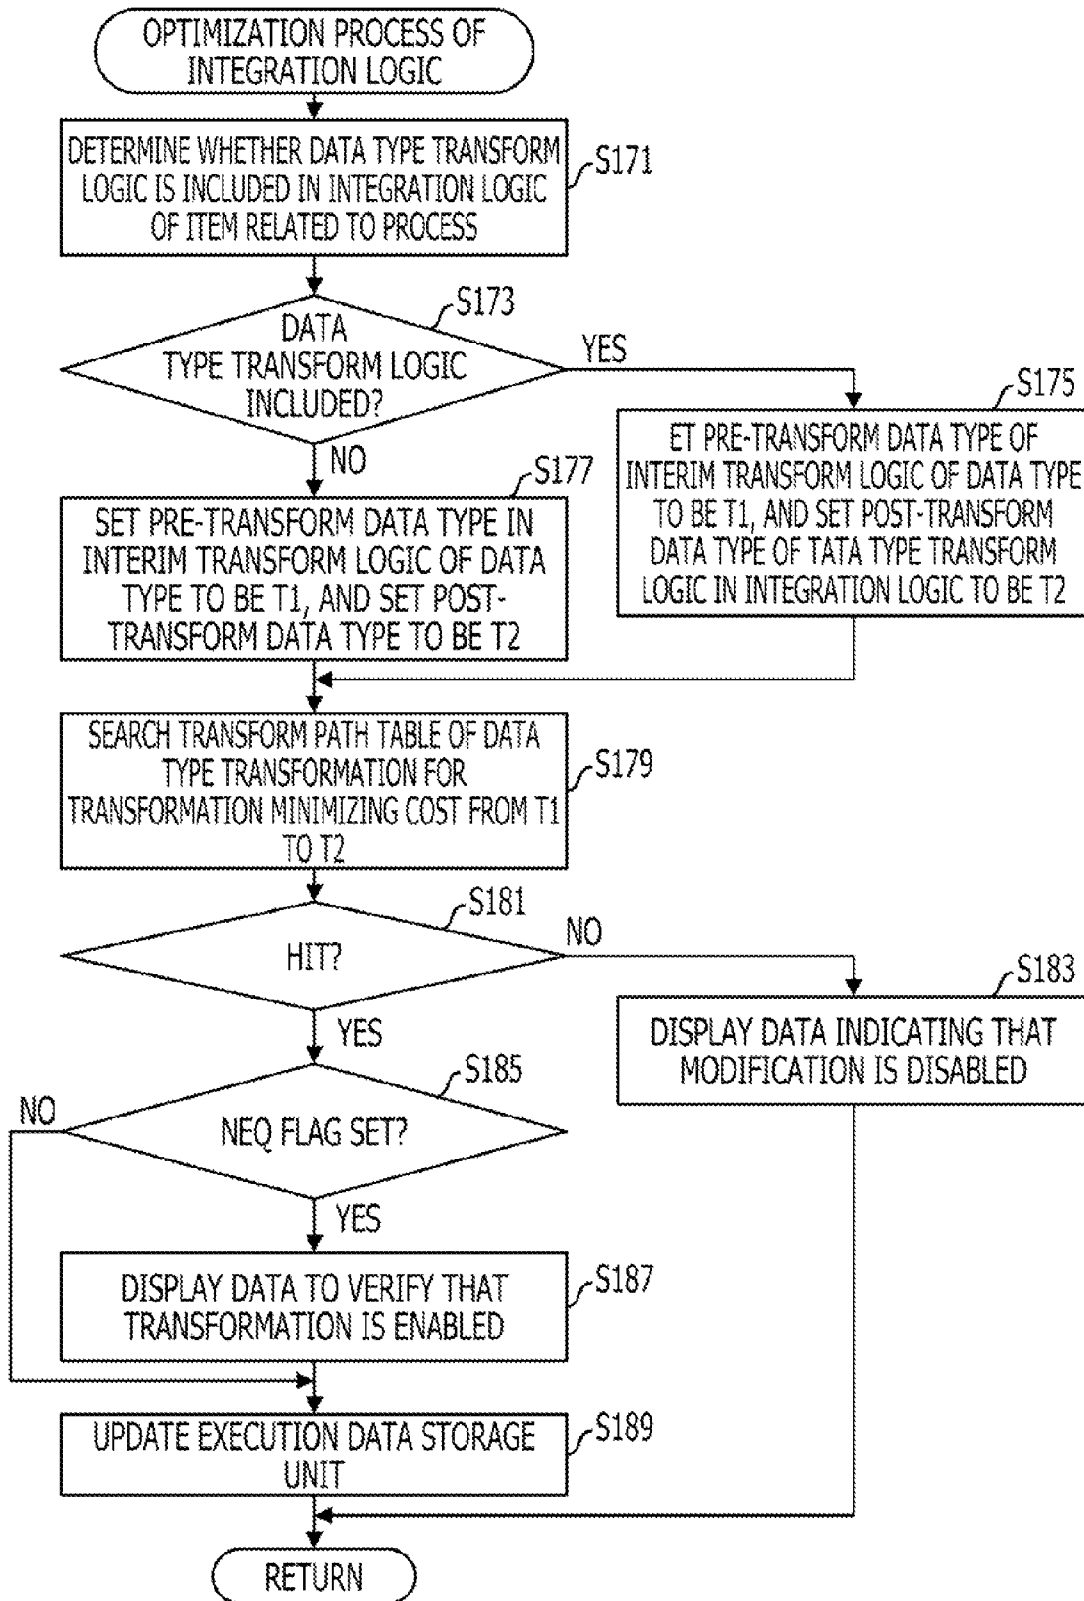 OPTIMIZATION PROCESS OF
INTEGRATION LOGIC
DETERMINE WHETHER DATA TYPE TRANSFORM
LOGIC IS INCLUDED IN INTEGRATION LOGIC
OF ITEM RELATED TO PROCESS
S171
S173
DATA
TYPE TRANSFORM LOGIC
INCLUDED?
YES
NO
S175
ET PRE-TRANSFORM DATA TYPE OF
INTERIM TRANSFORM LOGIC OF DATA TYPE
TO BE T1, AND SET POST-TRANSFORM
DATA TYPE OF TATA TYPE TRANSFORM
LOGIC IN INTEGRATION LOGIC TO BE T2
S177
SET PRE-TRANSFORM DATA TYPE IN
INTERIM TRANSFORM LOGIC OF DATA
TYPE TO BE T1, AND SET POST-
TRANSFORM DATA TYPE TO BE T2
SEARCH TRANSFORM PATH TABLE OF DATA
TYPE TRANSFORMATION FOR
TRANSFORMATION MINIMIZING COST FROM T1
TO T2
S179
S181
HIT?
NO
YES
S183
DISPLAY DATA INDICATING THAT
MODIFICATION IS DISABLED
S185
NEQ FLAG SET?
NO
YES
DISPLAY DATA TO VERIFY THAT
TRANSFORMATION IS ENABLED
S187
UPDATE EXECUTION DATA STORAGE
UNIT
S189
RETURN